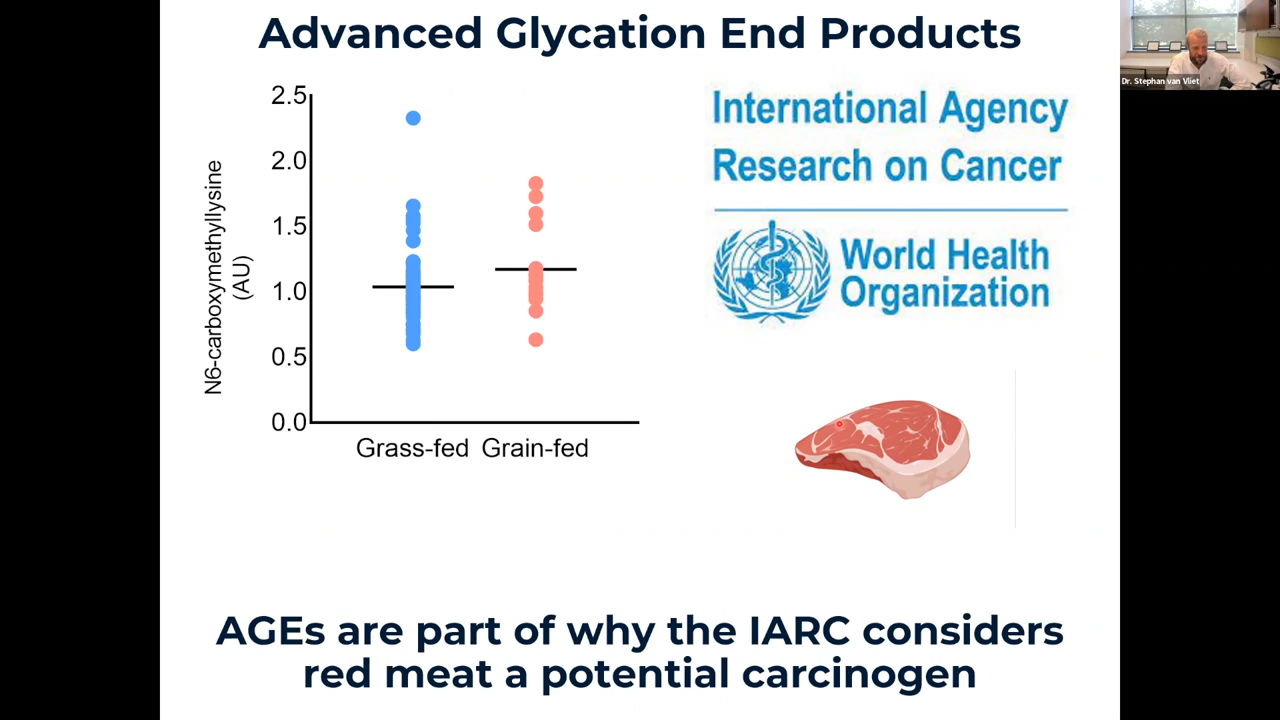 Advanced Glycation End Products
Dr. Stephan van Vliet
2.5
2.0
1.5
1.0
0.5
0.0
N6-carboxymethyllysine
(AU)
Grass-fed
Grain-fed
International Agency
Research on Cancer
World Health
Organization
AGEs are part of why the IARC considers
red meat a potential carcinogen